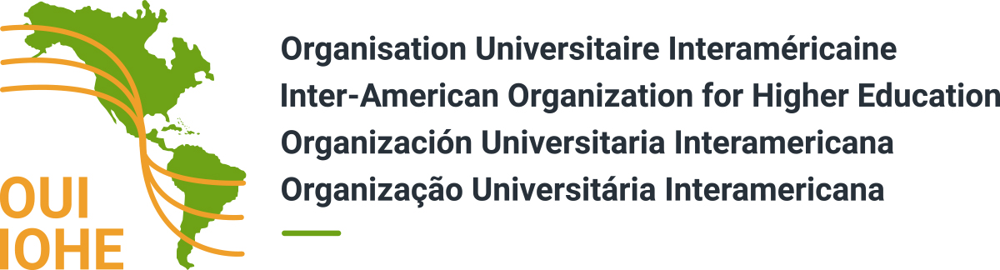 OUI
IOHE
Organisation Universitaire Interaméricaine
Inter-American Organization for Higher Education
Organización Universitaria Interamericana
Organização Universitária Interamericana